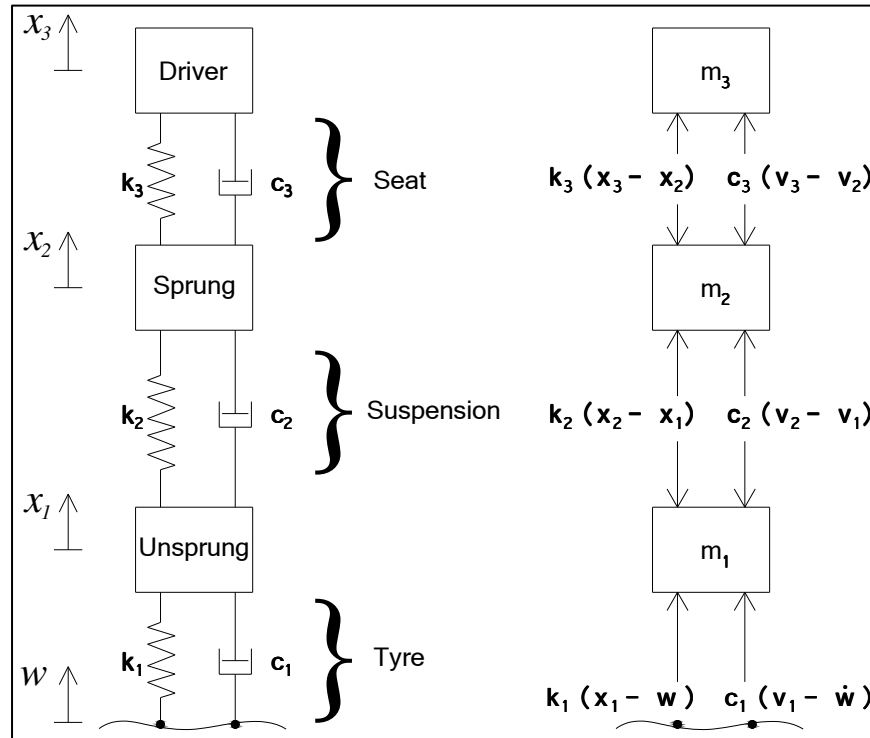 x₃
Driver
m₃
k₃
c₃
Seat
k₃ (x₃ - x₂)
c₃ (v₃ - v₂)
x₂
Sprung
m₂
k₂
c₂
Suspension
k₂ (x₂ - x₁)
c₂ (v₂ - v₁)
x₁
Unsprung
m₁
k₁
c₁
Tyre
w
k₁ (x₁ - w)
c₁ (v₁ - ẇ)